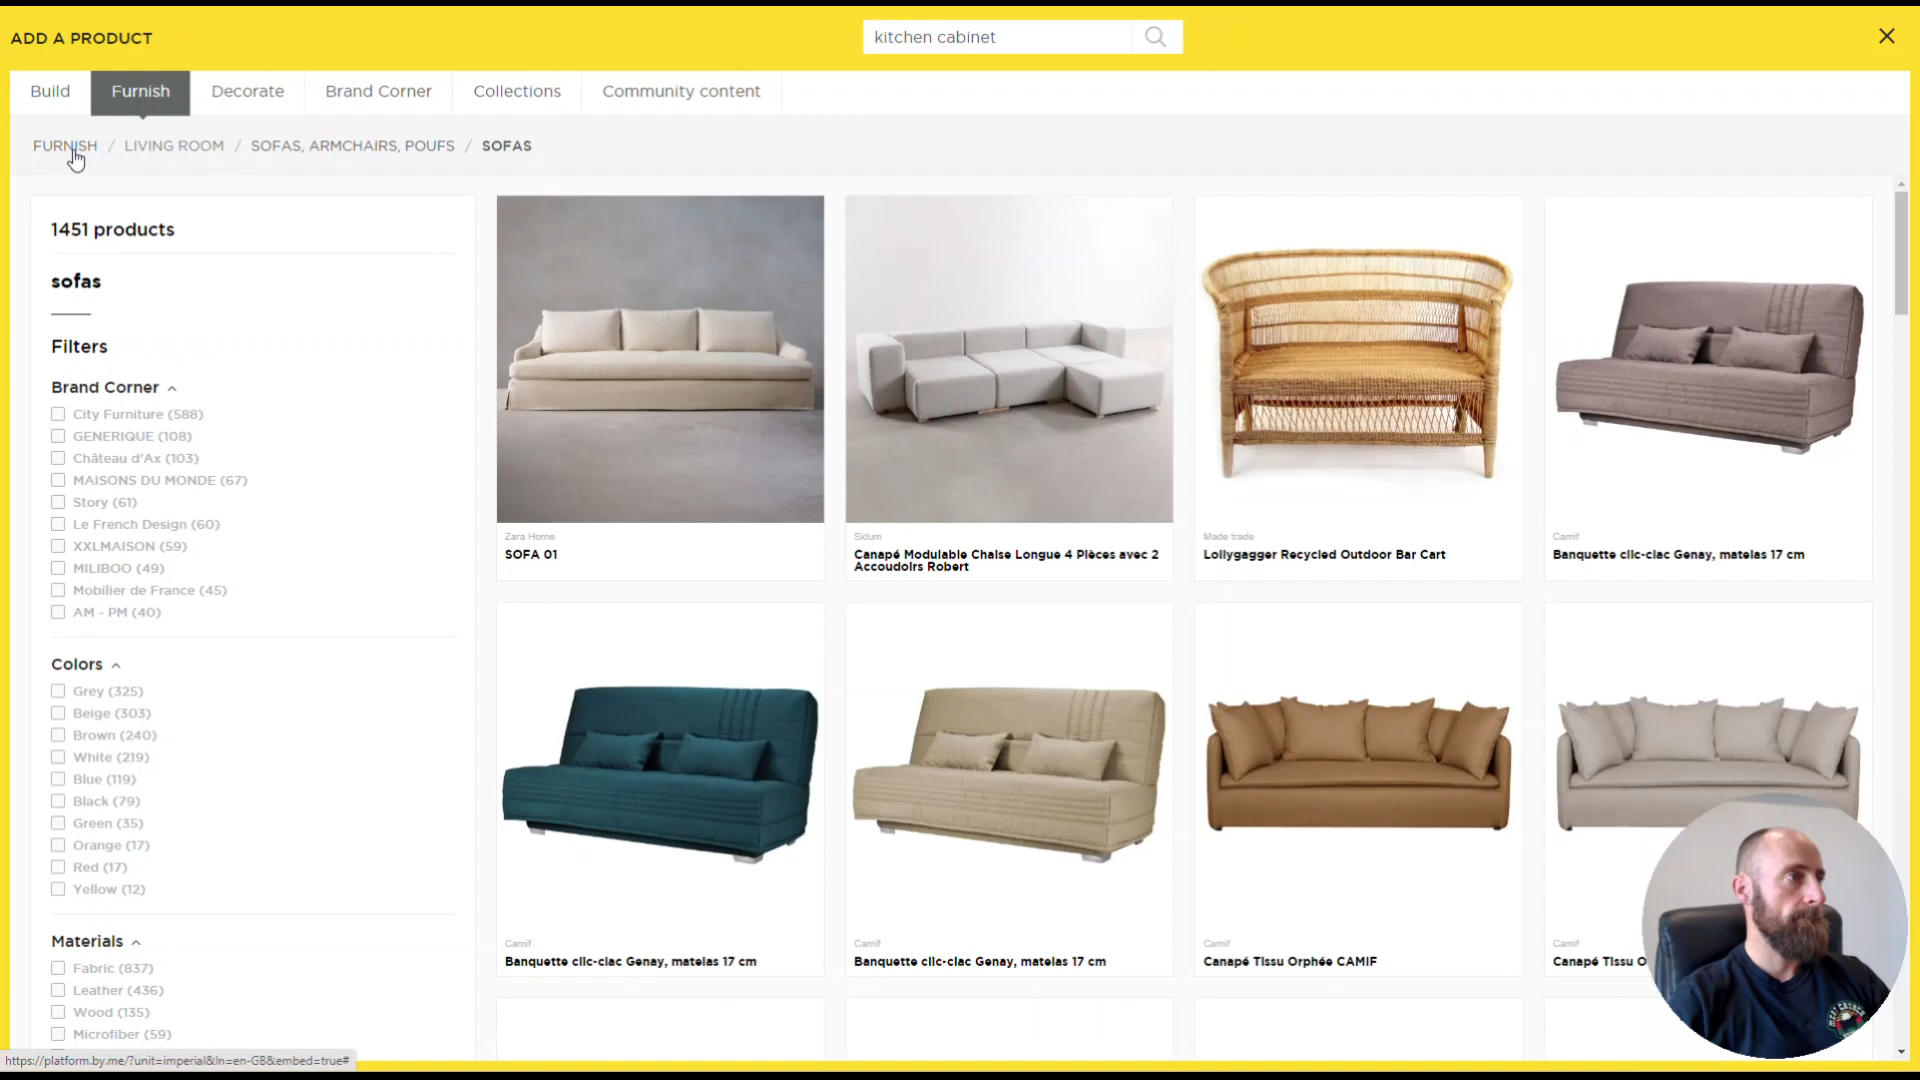 ADD A PRODUCT
kitchen cabinet
Build
Furnish
Decorate
Brand Corner
Collections
Community content
FURNISH / LIVING ROOM / SOFAS, ARMCHAIRS, POUFS / SOFAS
1451 products
sofas
Filters
Brand Corner
City Furniture (588)
GENERIQUE (108)
Château d'Ax (103)
MAISONS DU MONDE (67)
Story (61)
Le French Design (60)
XXLMAISON (59)
MILIBOO (49)
Mobilier de France (45)
AM - PM (40)
Colors
Grey (325)
Beige (303)
Brown (240)
White (219)
Blue (119)
Black (79)
Green (35)
Orange (17)
Red (17)
Yellow (12)
Materials
Fabric (837)
Leather (436)
Wood (135)
Microfiber (59)
Zara Home
SOFA 01
Sklum
Canapé Modulable Chaise Longue 4 Pièces avec 2
Accoudoirs Robert
Made trade
Lollygagger Recycled Outdoor Bar Cart
Camif
Banquette clic-clac Genay, matelas 17 cm
Camif
Banquette clic-clac Genay, matelas 17 cm
Camif
Banquette clic-clac Genay, matelas 17 cm
Camif
Canapé Tissu Orphée CAMIF
Camif
Canapé Tissu O
https://platform.by.me/?unit=imperial&ln=en-GB&embed=true#